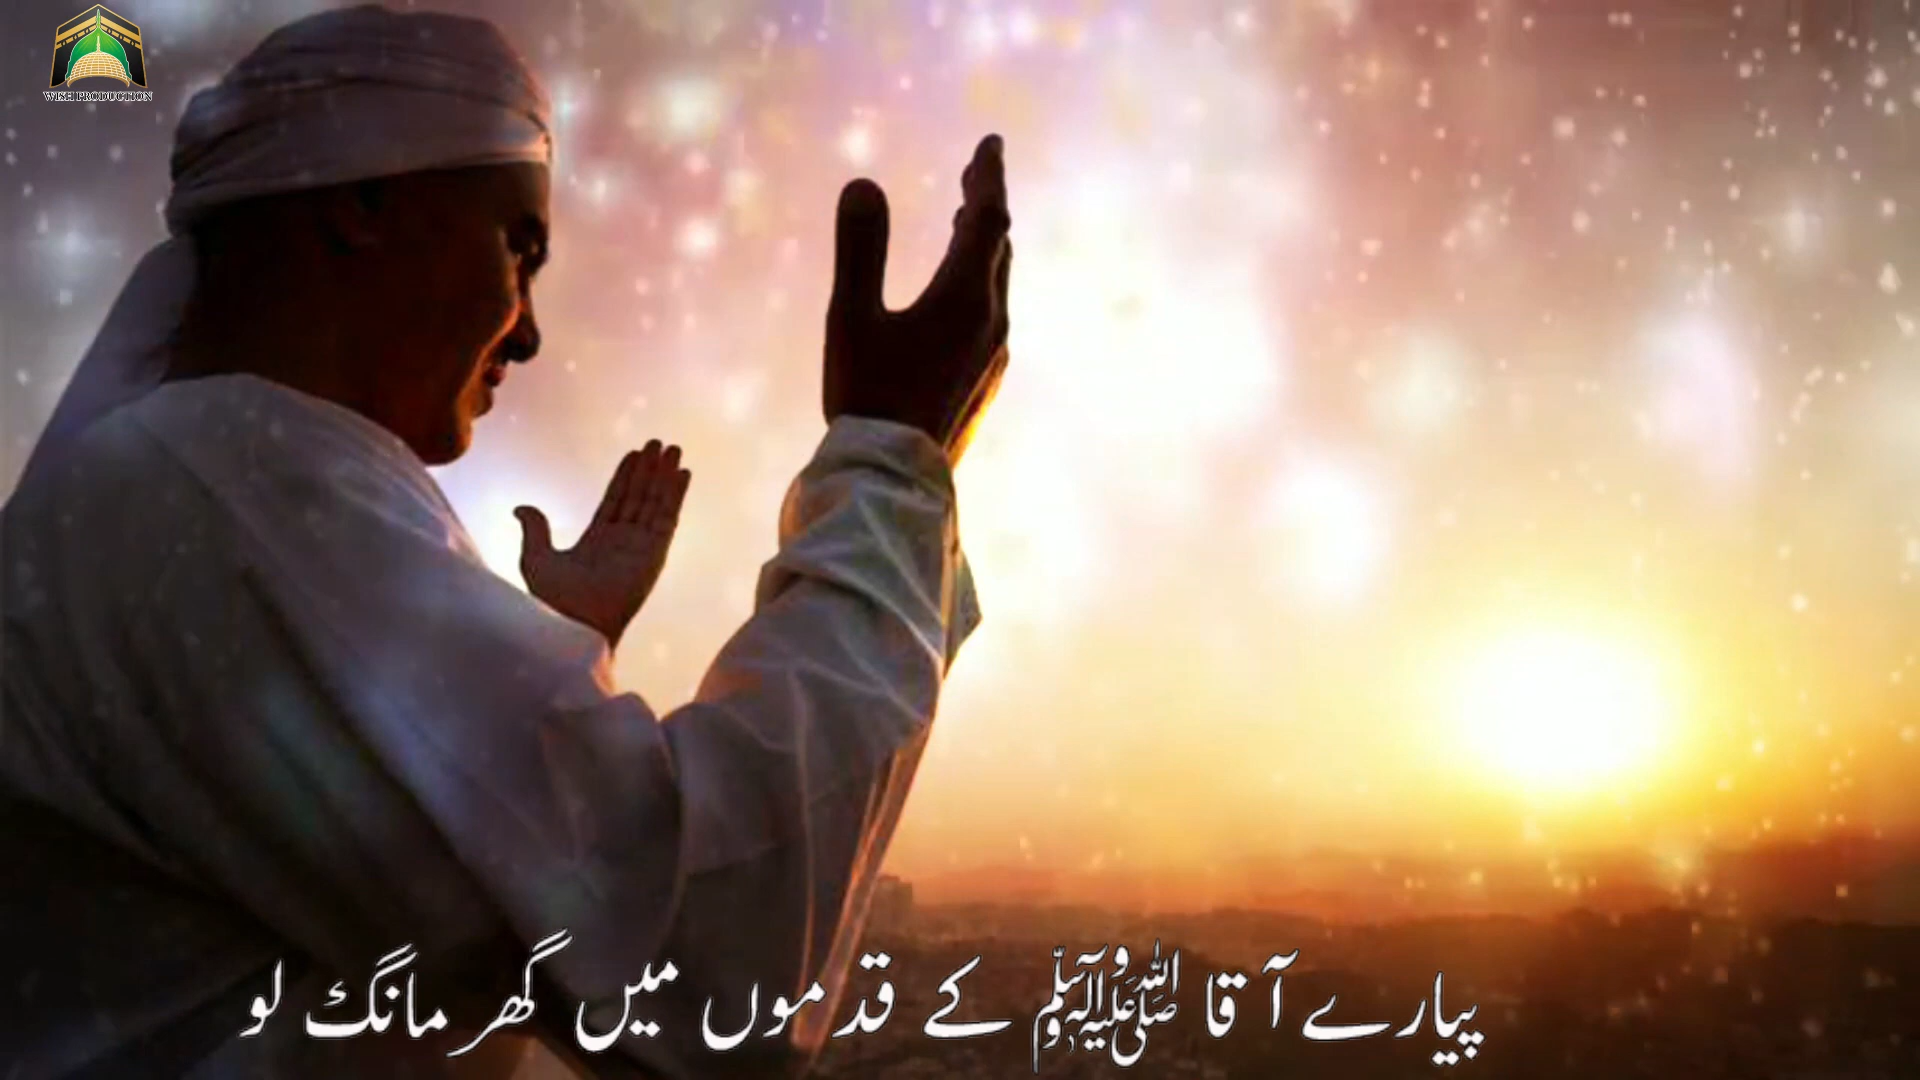 WISH PRODUCTION
پیارے آقا ﷺ کے قدموں میں گھر مانگ لو